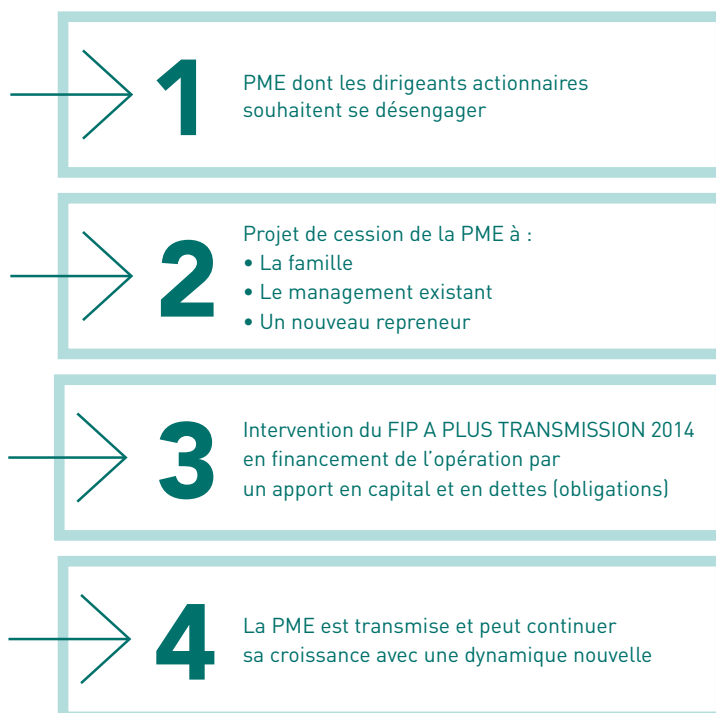 1
PME dont les dirigeants actionnaires
souhaitent se désengager
2
Projet de cession de la PME à :
• La famille
• Le management existant
• Un nouveau repreneur
3
Intervention du FIP A PLUS TRANSMISSION 2014
en financement de l’opération par
un apport en capital et en dettes (obligations)
4
La PME est transmise et peut continuer
sa croissance avec une dynamique nouvelle